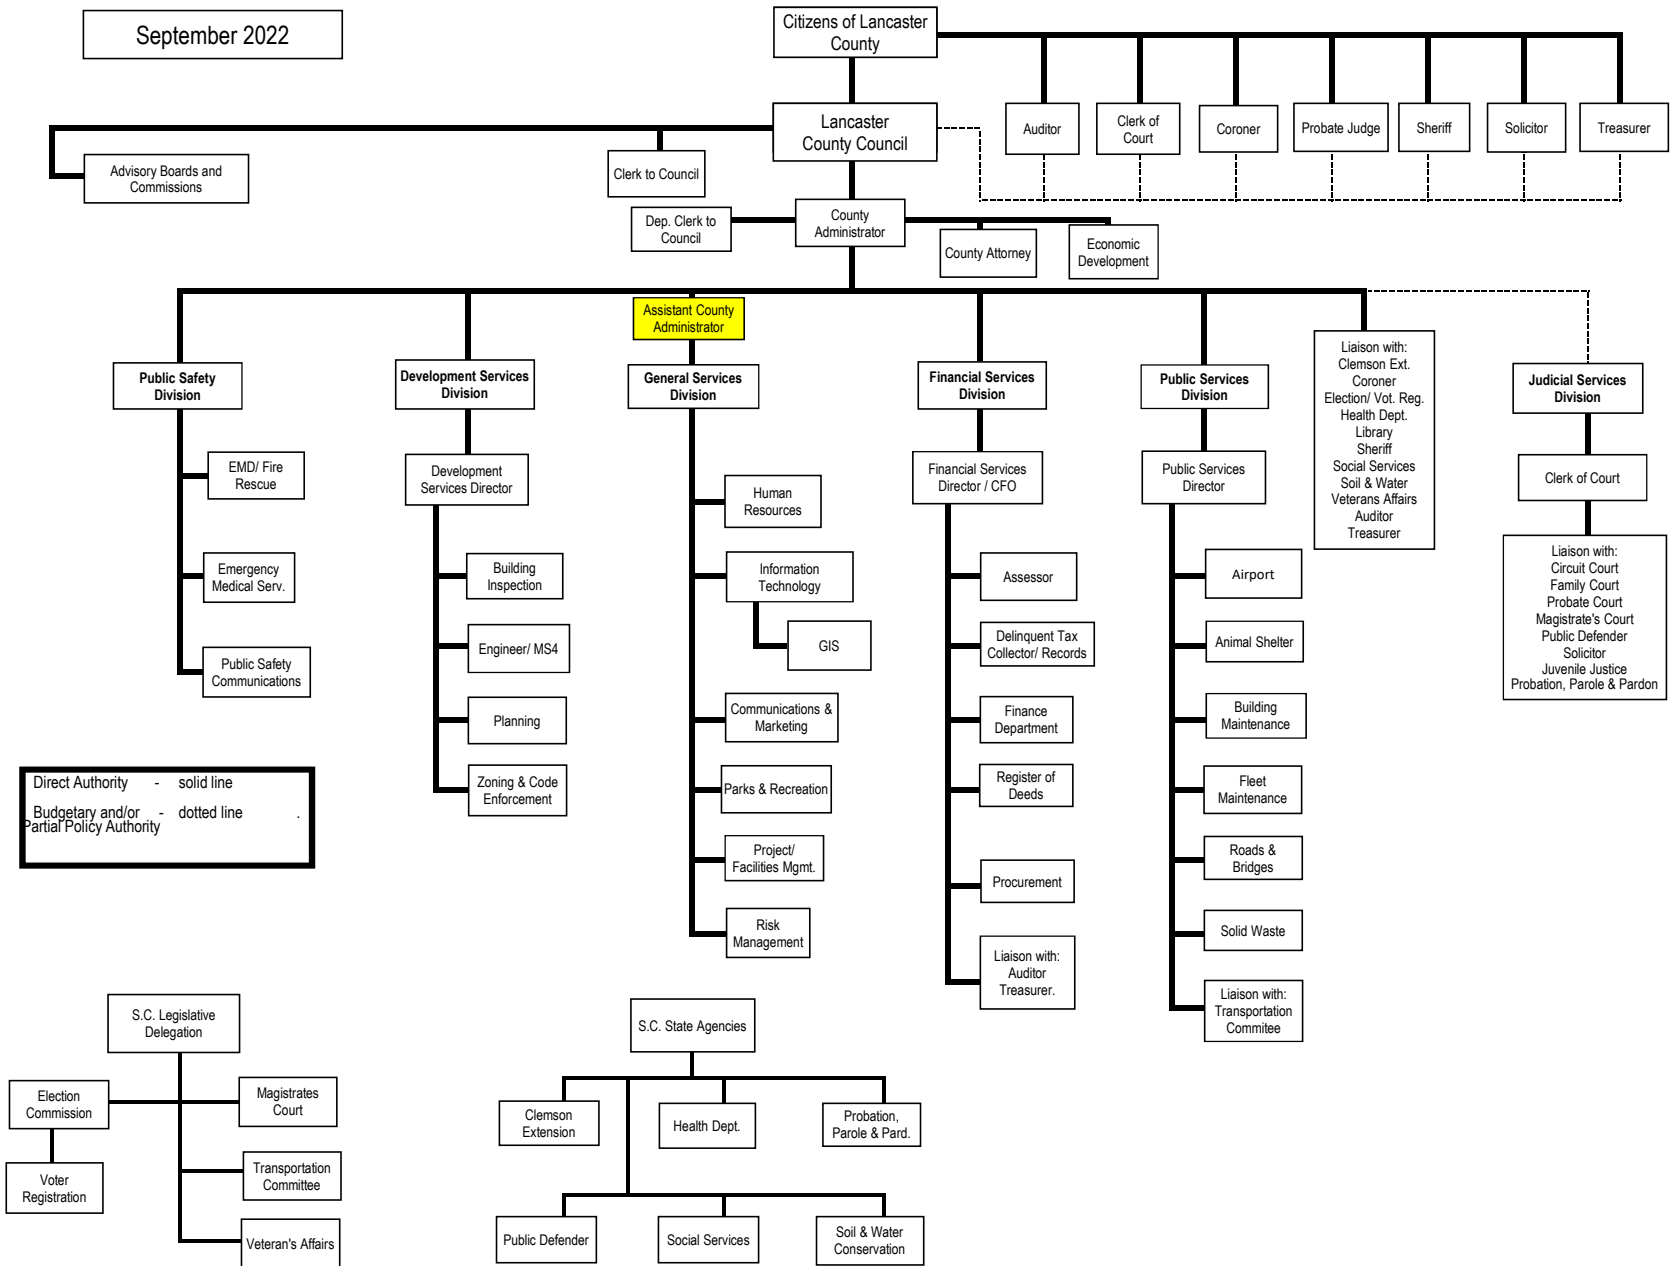 September 2022
Citizens of Lancaster
County
Lancaster
County Council
Auditor
Clerk of
Court
Coroner
Probate Judge
Sheriff
Solicitor
Treasurer
Advisory Boards and
Commissions
Clerk to Council
Dep. Clerk to
Council
County
Administrator
County Attorney
Economic
Development
Assistant County
Administrator
Public Safety
Division
EMD/ Fire
Rescue
Emergency
Medical Serv.
Public Safety
Communications
Development Services
Division
Development
Services Director
Building
Inspection
Engineer/ MS4
Planning
Zoning & Code
Enforcement
General Services
Division
Human
Resources
Information
Technology
GIS
Communications &
Marketing
Parks & Recreation
Project/
Facilities Mgmt.
Risk
Management
Financial Services
Division
Financial Services
Director / CFO
Assessor
Delinquent Tax
Collector/ Records
Finance
Department
Register of
Deeds
Procurement
Liaison with:
Auditor
Treasurer.
Public Services
Division
Public Services
Director
Airport
Animal Shelter
Building
Maintenance
Fleet
Maintenance
Roads &
Bridges
Solid Waste
Liaison with:
Transportation
Commitee
Liaison with:
Clemson Ext.
Coroner
Election/ Vot. Reg.
Health Dept.
Library
Sheriff
Social Services
Soil & Water
Veterans Affairs
Auditor
Treasurer
Judicial Services
Division
Clerk of Court
Liaison with:
Circuit Court
Family Court
Probate Court
Magistrate's Court
Public Defender
Solicitor
Juvenile Justice
Probation, Parole & Pardon
Direct Authority - solid line
Budgetary and/or - dotted line .
Partial Policy Authority
S.C. Legislative
Delegation
Election
Commission
Magistrates
Court
Voter
Registration
Transportation
Committee
Veteran's Affairs
S.C. State Agencies
Clemson
Extension
Health Dept.
Probation,
Parole & Pard.
Public Defender
Social Services
Soil & Water
Conservation